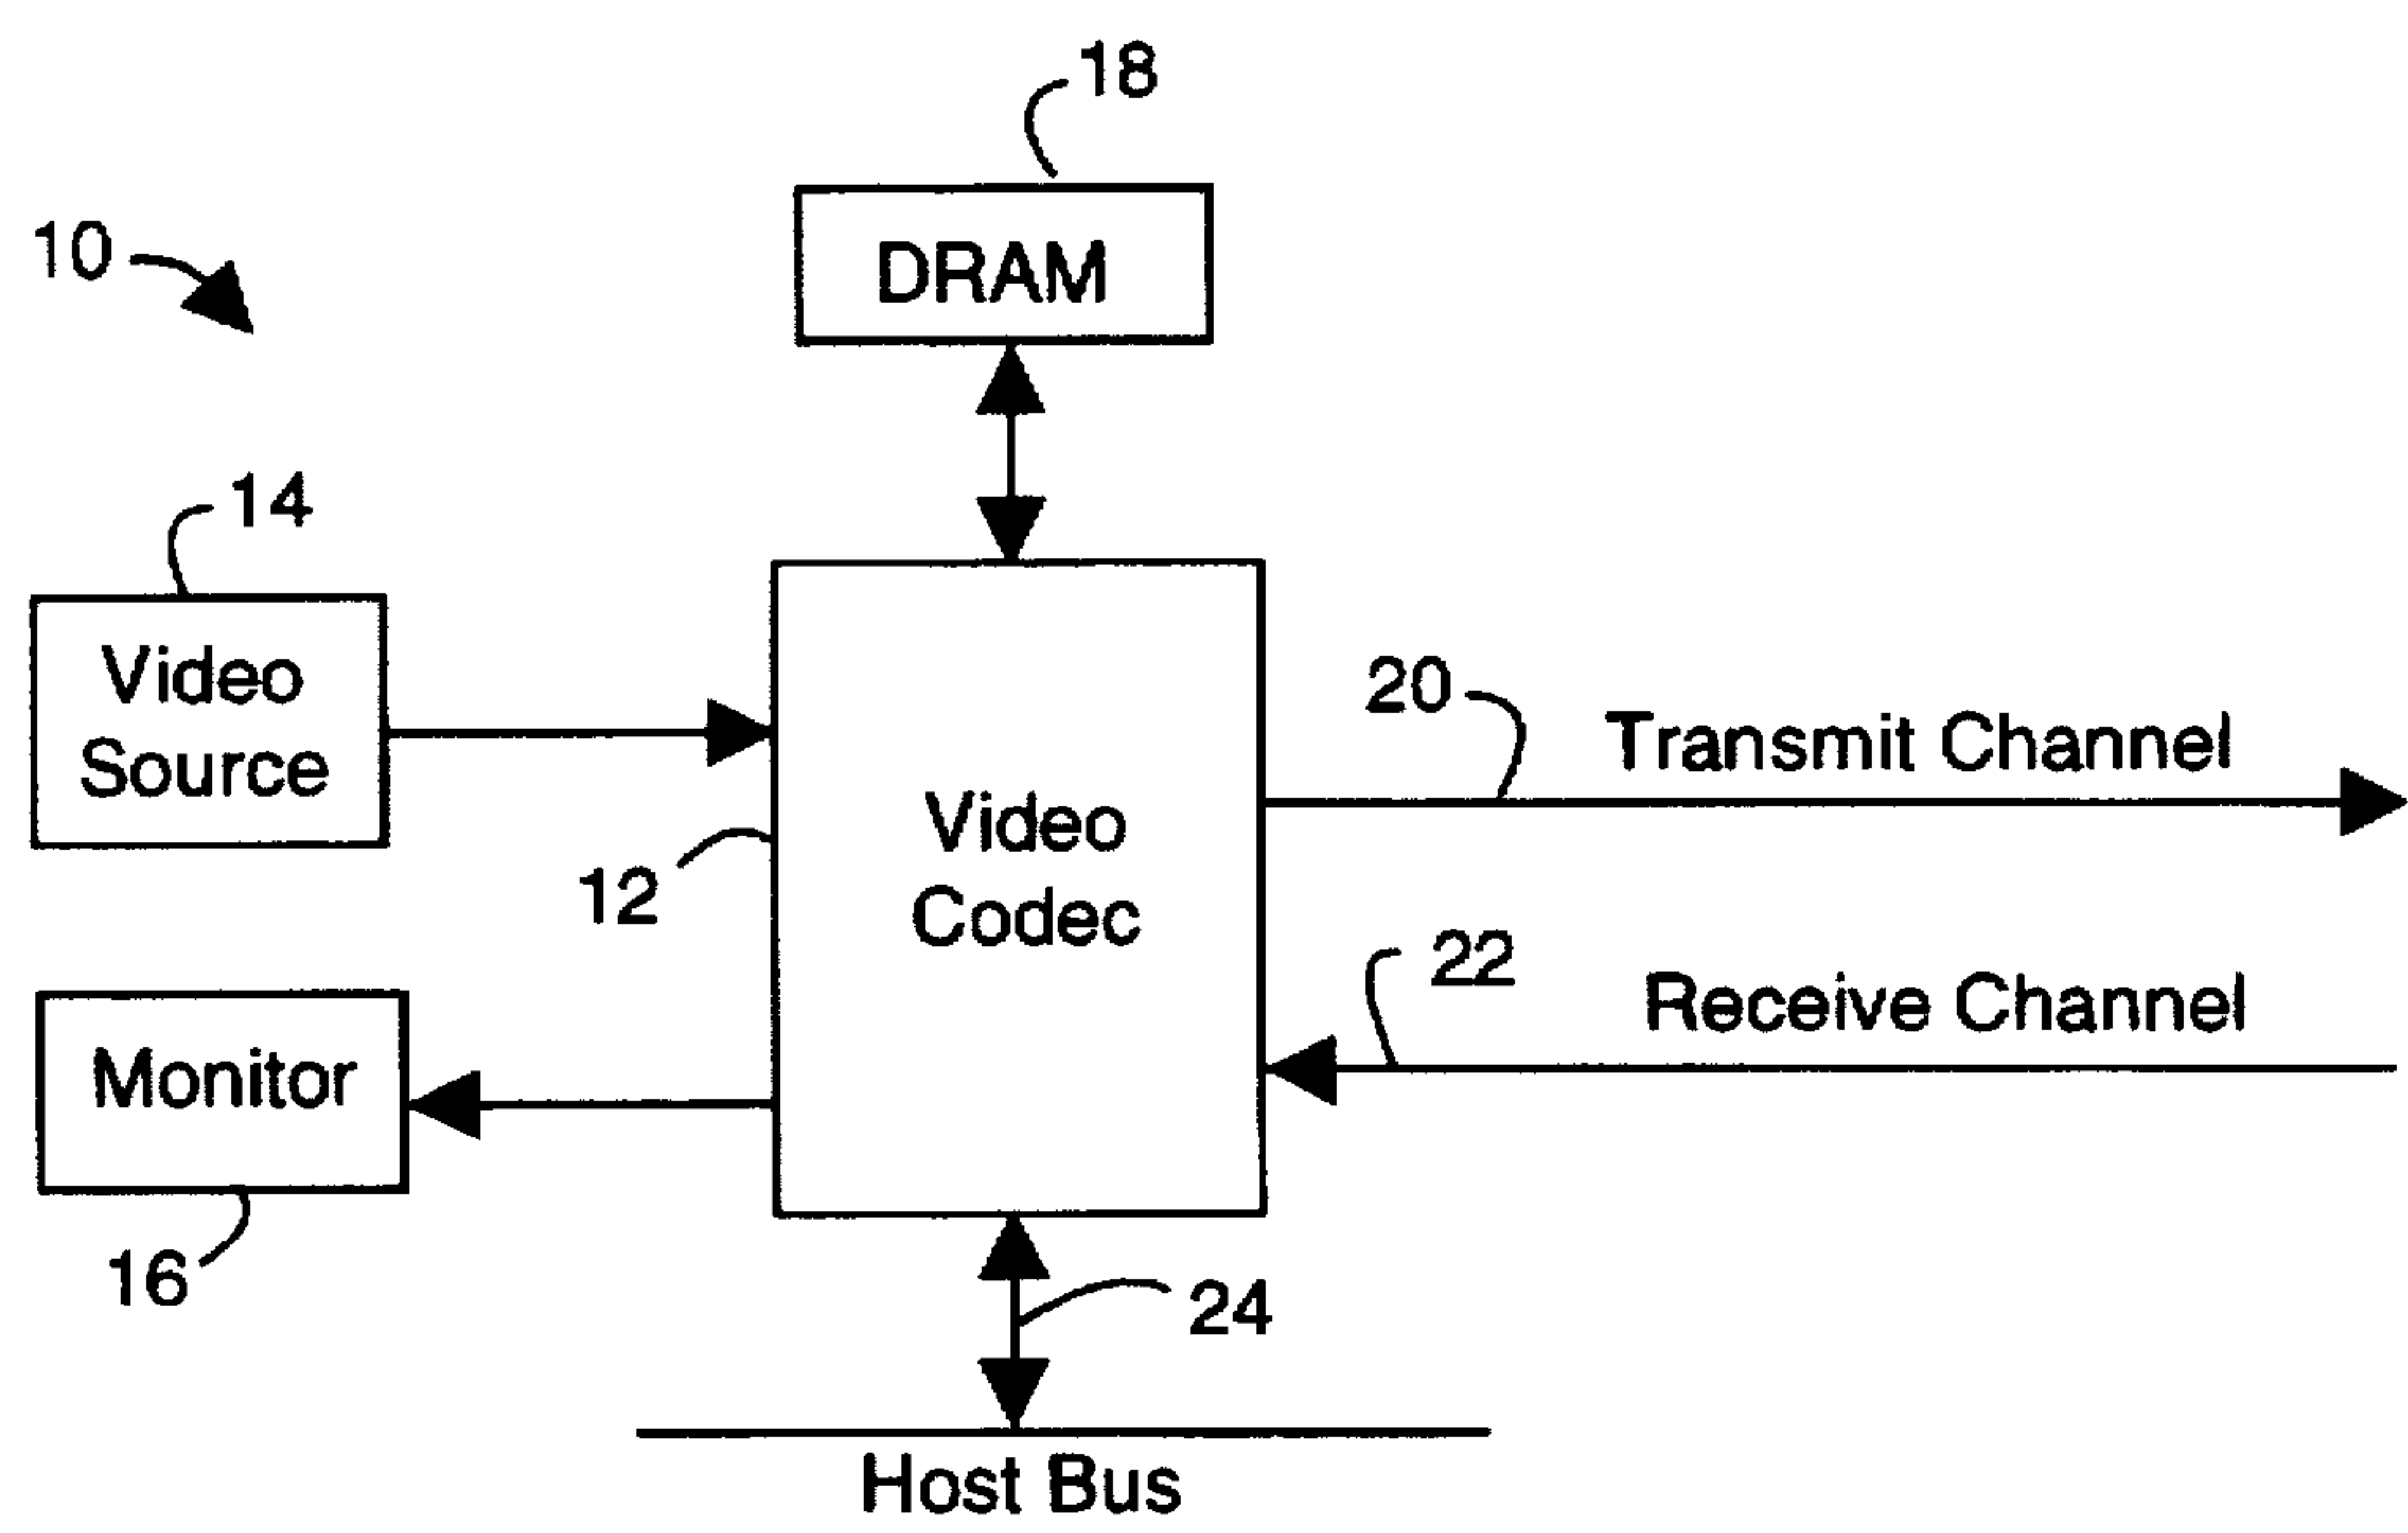 18
10
DRAM
14
Video
Source
20
Transmit Channel
12
Video
Codec
22
Receive Channel
Monitor
16
24
Host Bus